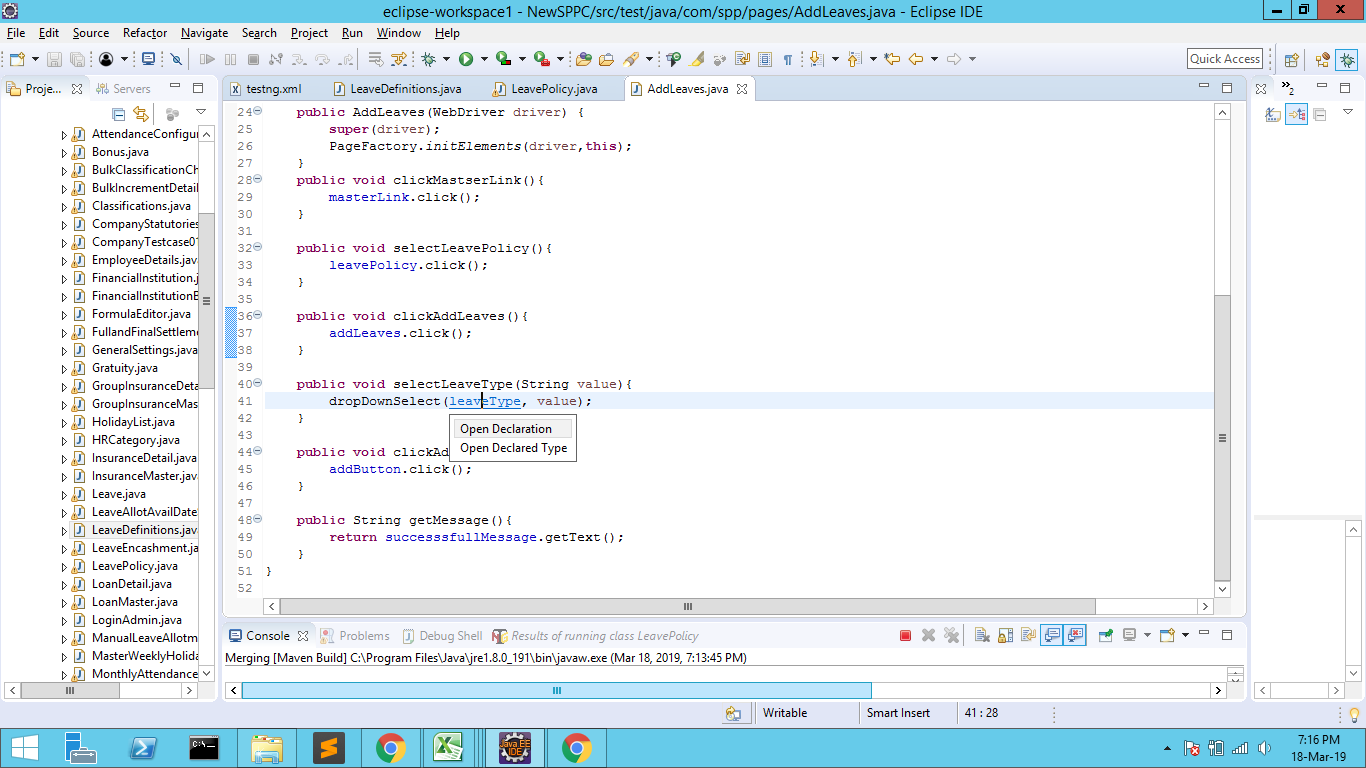 eclipse-workspace1 - NewSPPC/src/test/java/com/spp/pages/AddLeaves.java - Eclipse IDE
File Edit Source Refactor Navigate Search Project Run Window Help
Quick Access
Proje... Servers
testng.xml LeaveDefinitions.java LeavePolicy.java AddLeaves.java
AttendanceConfigur
Bonus.java
BulkClassificationCh
BulkIncrementDetail
Classifications.java
CompanyStatutories
CompanyTestcase01
EmployeeDetails.java
FinancialInstitution.j
FinancialInstitutionE
FormulaEditor.java
FullandFinalSettleme
GeneralSettings.java
Gratuity.java
GroupInsuranceDeta
GroupInsuranceMas
HolidayList.java
HRCategory.java
InsuranceDetail.java
InsuranceMaster.java
Leave.java
LeaveAllotAvailDate
LeaveDefinitions.java
LeaveEncashment.ja
LeavePolicy.java
LoanDetail.java
LoanMaster.java
LoginAdmin.java
ManualLeaveAllotm
MasterWeeklyHolida
MonthlyAttendance
24 public AddLeaves(WebDriver driver) {
25 super(driver);
26 PageFactory.initElements(driver,this);
27 }
28 public void clickMastserLink(){
29 masterLink.click();
30 }
31
32 public void selectLeavePolicy(){
33 leavePolicy.click();
34 }
35
36 public void clickAddLeaves(){
37 addLeaves.click();
38 }
39
40 public void selectLeaveType(String value){
41 dropDownSelect(leaveType, value);
42 }
43
44 public void clickAd
45 addButton.click();
46 }
47
48 public String getMessage(){
49 return successsfullMessage.getText();
50 }
51 }
52
Open Declaration
Open Declared Type
2
Console Problems Debug Shell Results of running class LeavePolicy
Merging [Maven Build] C:\Program Files\Java\jre1.8.0_191\bin\javaw.exe (Mar 18, 2019, 7:13:45 PM)
Writable Smart Insert 41 : 28
C:\_
Java EE
IDE
7:16 PM
18-Mar-19